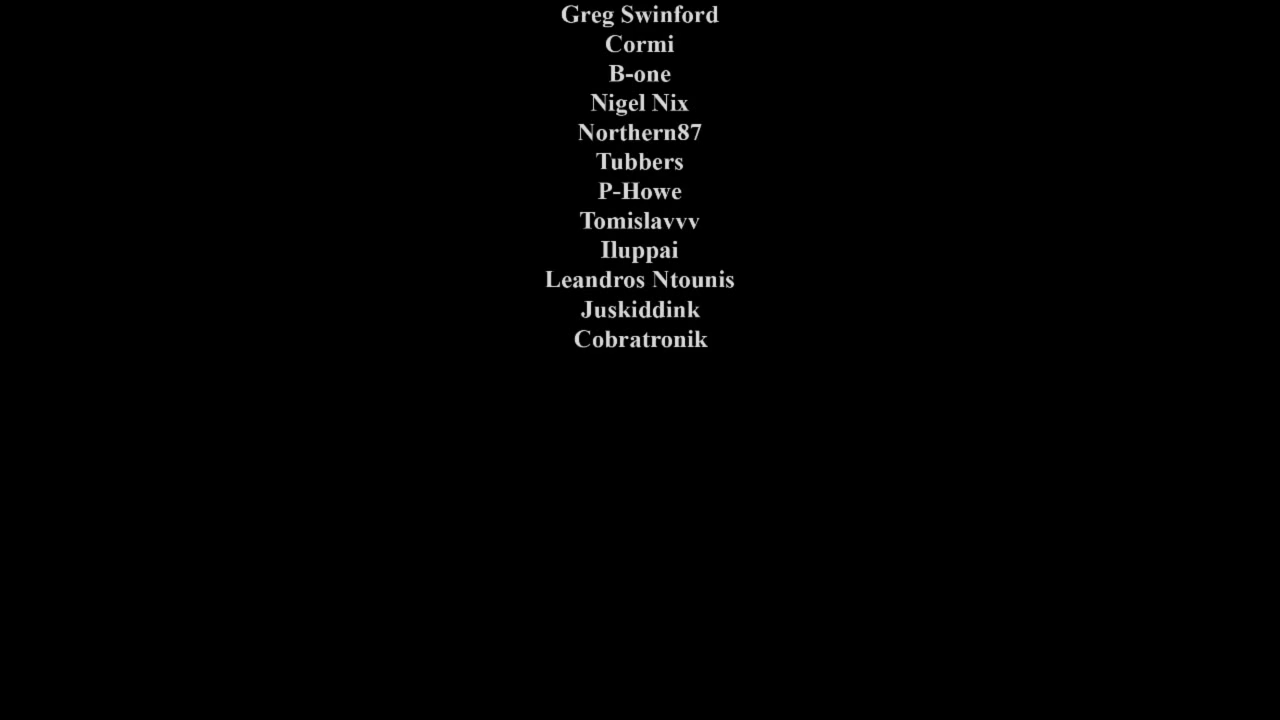 Greg Swinford
Cormi
B-one
Nigel Nix
Northern87
Tubbers
P-Howe
Tomislavvv
Iluppai
Leandros Ntounis
Juskiddink
Cobratronik